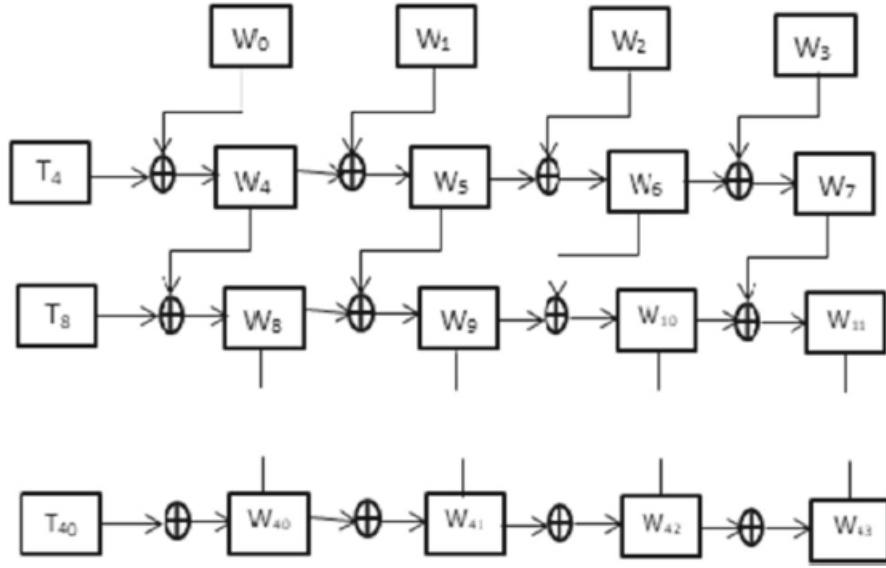 W₀ W₁ W₂ W₃
T₄ W₄ W₅ W₆ W₇
T₈ W₈ W₉ W₁₀ W₁₁
T₄₀ W₄₀ W₄₁ W₄₂ W₄₃